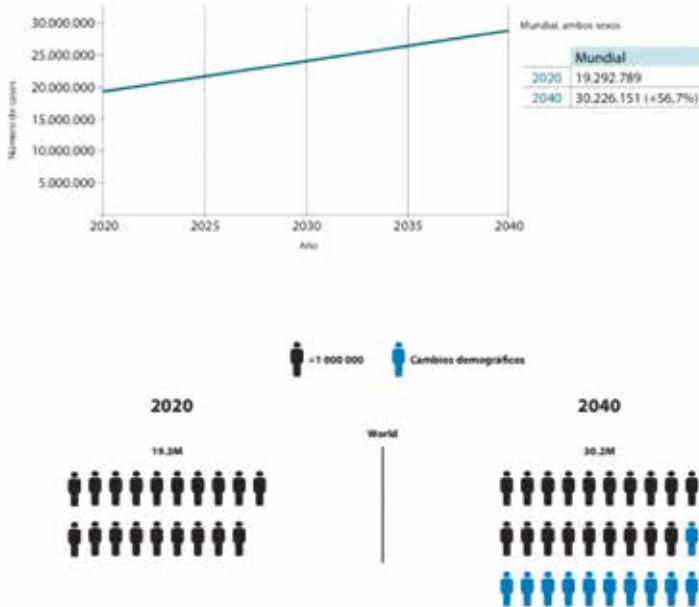 30.000.000
25.000.000
20.000.000
15.000.000
10.000.000
5.000.000
Número de casos
2020 2025 2030 2035 2040
Año
Mundial, ambos sexos
Mundial
2020 19.292.789
2040 30.226.151 (+56,7%)
=1 000 000 Cambios demográficos
2020 2040
World
19.3M 30.2M